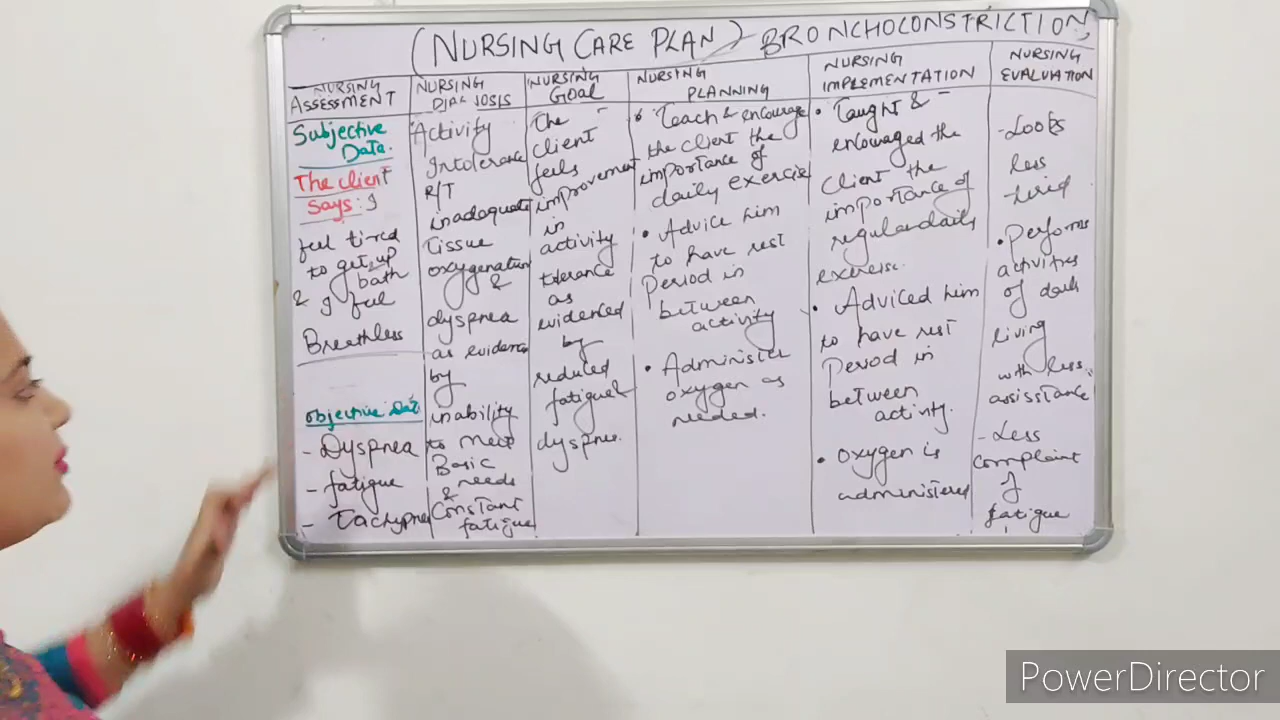 (NURSING CARE PLAN) BRONCHOCONSTRICTION
NURSING
ASSESSMENT
Subjective
Data.
The client
Says: I
feel tired
to get up
bath
& I feel
Breathless
Objective Dat
- Dyspnea
- fatigue
- Tachypnea
NURSING
DIAGNOSIS
Activity
Intolerance
R/T
inadequate
Tissue
oxygenation
&
dyspnea
as evidence
by
inability
to meet
Basic
& needs
Constant
fatigue
NURSING
GOAL
The
client
feels
improvement
in
activity
tolerance
as
evidenced
by
reduced
fatigue &
dyspnea.
NURSING
PLANNING
• Teach & encourage
the client the
importance of
daily exercise
• Advice him
to have rest
Period in
between
activity
• Administer
oxygen as
needed.
NURSING
IMPLEMENTATION
• Taught &
encouraged the
client the
importance of
regular daily
exercise.
• Adviced him
to have rest
Period in
between
activity.
• Oxygen is
administered
NURSING
EVALUATION
- Looks
less
tired
• Performs
activities
of
living
with less
assistance
- Less
complaint
of
fatigue
PowerDirector